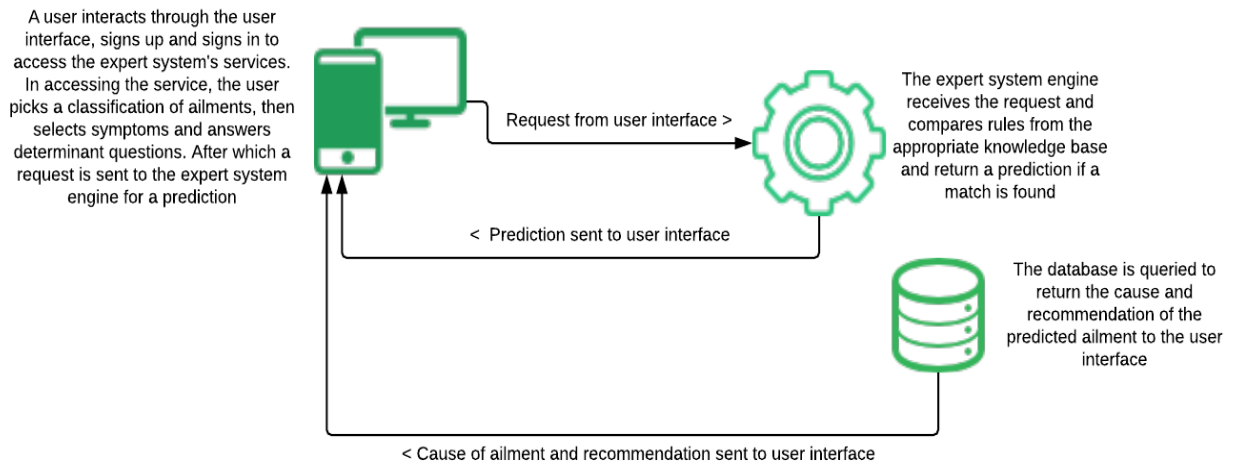 A user interacts through the user
interface, signs up and signs in to
access the expert system's services.
In accessing the service, the user
picks a classification of ailments, then
selects symptoms and answers
determinant questions. After which a
request is sent to the expert system
engine for a prediction
Request from user interface >
The expert system engine
receives the request and
compares rules from the
appropriate knowledge base
and return a prediction if a
match is found
< Prediction sent to user interface
The database is queried to
return the cause and
recommendation of the
predicted ailment to the user
interface
< Cause of ailment and recommendation sent to user interface